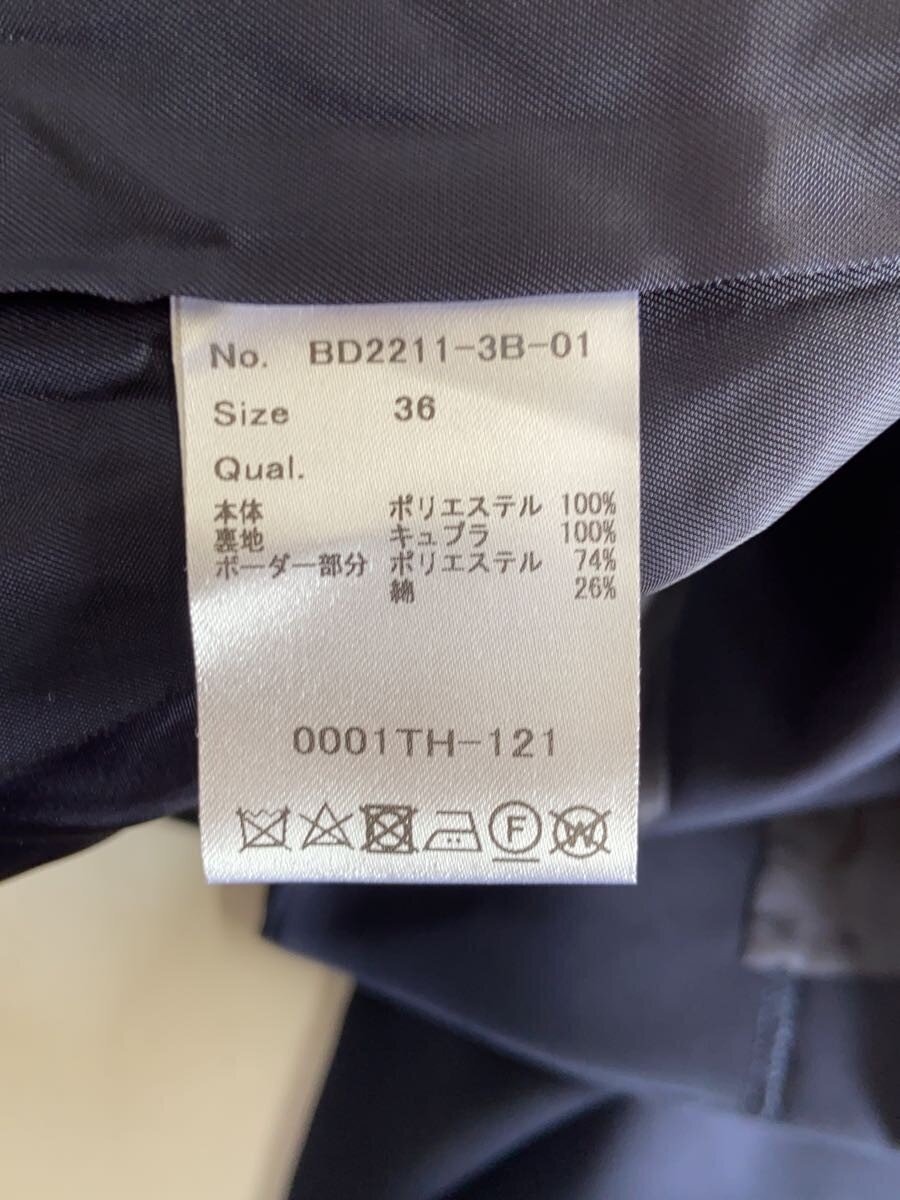 No. BD2211-3B-01
Size 36
Qual.
本体 ポリエステル 100%
裏地 キュプラ 100%
ボーダー部分 ポリエステル 74%
綿 26%
0001TH-121
F W